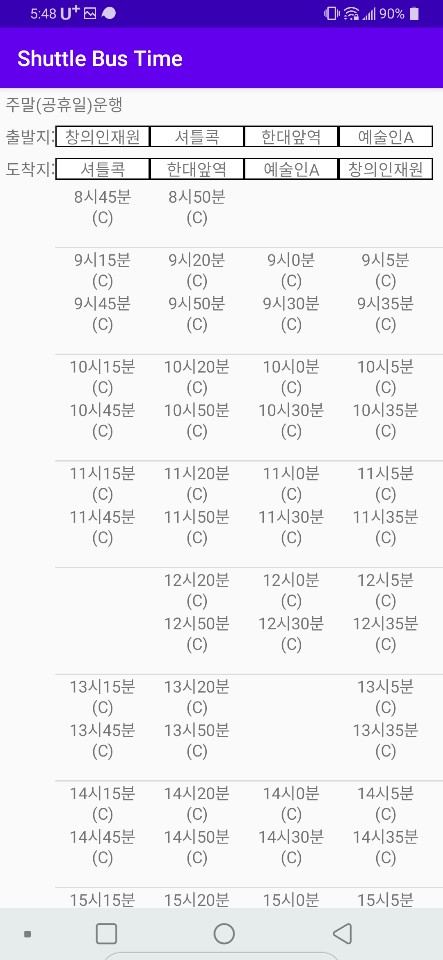 5:48 U+ 90%
Shuttle Bus Time
주말(공휴일)운행
출발지: 창의인재원 셔틀콕 한대앞역 예술인A
도착지: 셔틀콕 한대앞역 예술인A 창의인재원
8시45분 8시50분
(C) (C)
9시15분 9시20분 9시0분 9시5분
(C) (C) (C) (C)
9시45분 9시50분 9시30분 9시35분
(C) (C) (C) (C)
10시15분 10시20분 10시0분 10시5분
(C) (C) (C) (C)
10시45분 10시50분 10시30분 10시35분
(C) (C) (C) (C)
11시15분 11시20분 11시0분 11시5분
(C) (C) (C) (C)
11시45분 11시50분 11시30분 11시35분
(C) (C) (C) (C)
12시20분 12시0분 12시5분
(C) (C) (C)
12시50분 12시30분 12시35분
(C) (C) (C)
13시15분 13시20분 13시5분
(C) (C) (C)
13시45분 13시50분 13시35분
(C) (C) (C)
14시15분 14시20분 14시0분 14시5분
(C) (C) (C) (C)
14시45분 14시50분 14시30분 14시35분
(C) (C) (C) (C)
15시15분 15시20분 15시0분 15시5분